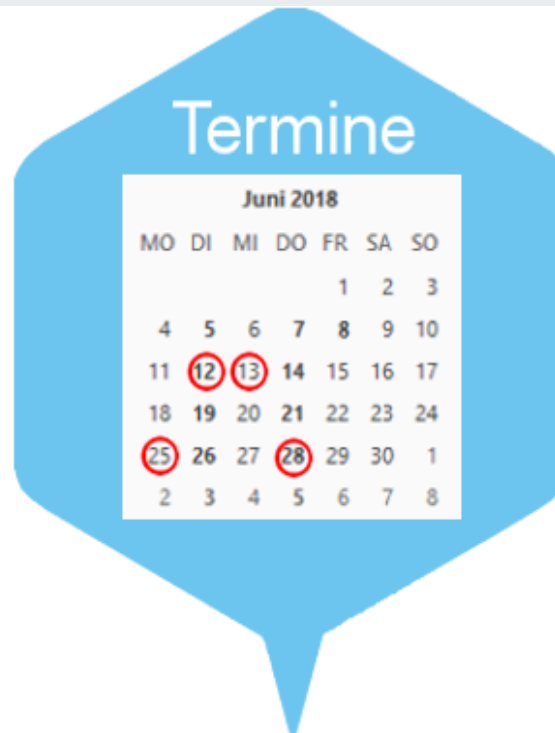 Termine
Juni 2018
MO DI MI DO FR SA SO
1 2 3
4 5 6 7 8 9 10
11 12 13 14 15 16 17
18 19 20 21 22 23 24
25 26 27 28 29 30 1
2 3 4 5 6 7 8